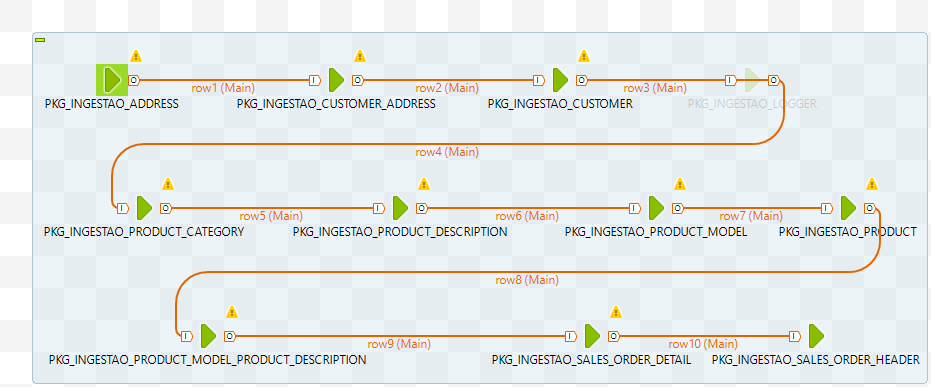 row1 (Main)
row2 (Main)
row3 (Main)
PKG_INGESTAO_ADDRESS
PKG_INGESTAO_CUSTOMER_ADDRESS
PKG_INGESTAO_CUSTOMER
PKG_INGESTAO_LOGGER
row4 (Main)
row5 (Main)
row6 (Main)
row7 (Main)
PKG_INGESTAO_PRODUCT_CATEGORY
PKG_INGESTAO_PRODUCT_DESCRIPTION
PKG_INGESTAO_PRODUCT_MODEL
PKG_INGESTAO_PRODUCT
row8 (Main)
row9 (Main)
row10 (Main)
PKG_INGESTAO_PRODUCT_MODEL_PRODUCT_DESCRIPTION
PKG_INGESTAO_SALES_ORDER_DETAIL
PKG_INGESTAO_SALES_ORDER_HEADER